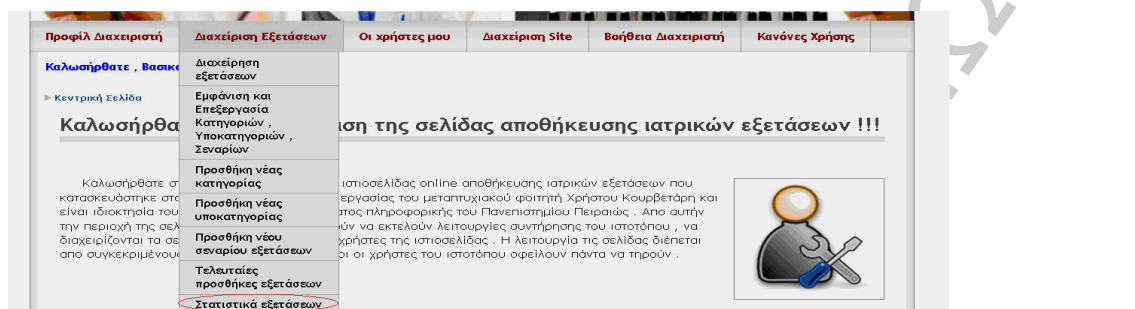 Προφίλ Διαχειριστή Διαχείριση Εξετάσεων Οι χρήστες μου Διαχείριση Site Βοήθεια Διαχειριστή Κανόνες Χρήσης
Καλωσήρθατε , Βασικ
Κεντρική Σελίδα
Διαχείρηση
εξετάσεων
Εμφάνιση και
Επεξεργασία
Κατηγοριών ,
Υποκατηγοριών ,
Σεναρίων
Προσθήκη νέας
κατηγορίας
Προσθήκη νέας
υποκατηγορίας
Προσθήκη νέου
σεναρίου εξετάσεων
Τελευταίες
προσθήκες εξετάσεων
Στατιστικά εξετάσεων
Καλωσήρθα ιση της σελίδας αποθήκευσης ιατρικών εξετάσεων !!!
Καλωσήρθατε στ ιστιοσελίδας online αποθήκευσης ιατρικών εξετάσεων που
κατασκευάστηκε στα εργασίας του μεταπτυχιακού φοιτητή Χρήστου Κουρβετάρη και
είναι ιδιοκτησία του ατος πληροφορικής του Πανεπιστημίου Πειραιώς . Απο αυτήν
την περιοχή της σελ ούν να εκτελούν λειτουργίες συντήρησης του ιστοτόπου , να
διαχειρίζονται τα σε χρήστες της ιστιοσελίδας . Η λειτουργία τις σελίδας διέπεται
απο συγκεκριμένους οι οι χρήστες του ιστοτόπου οφείλουν πάντα να τηρούν .